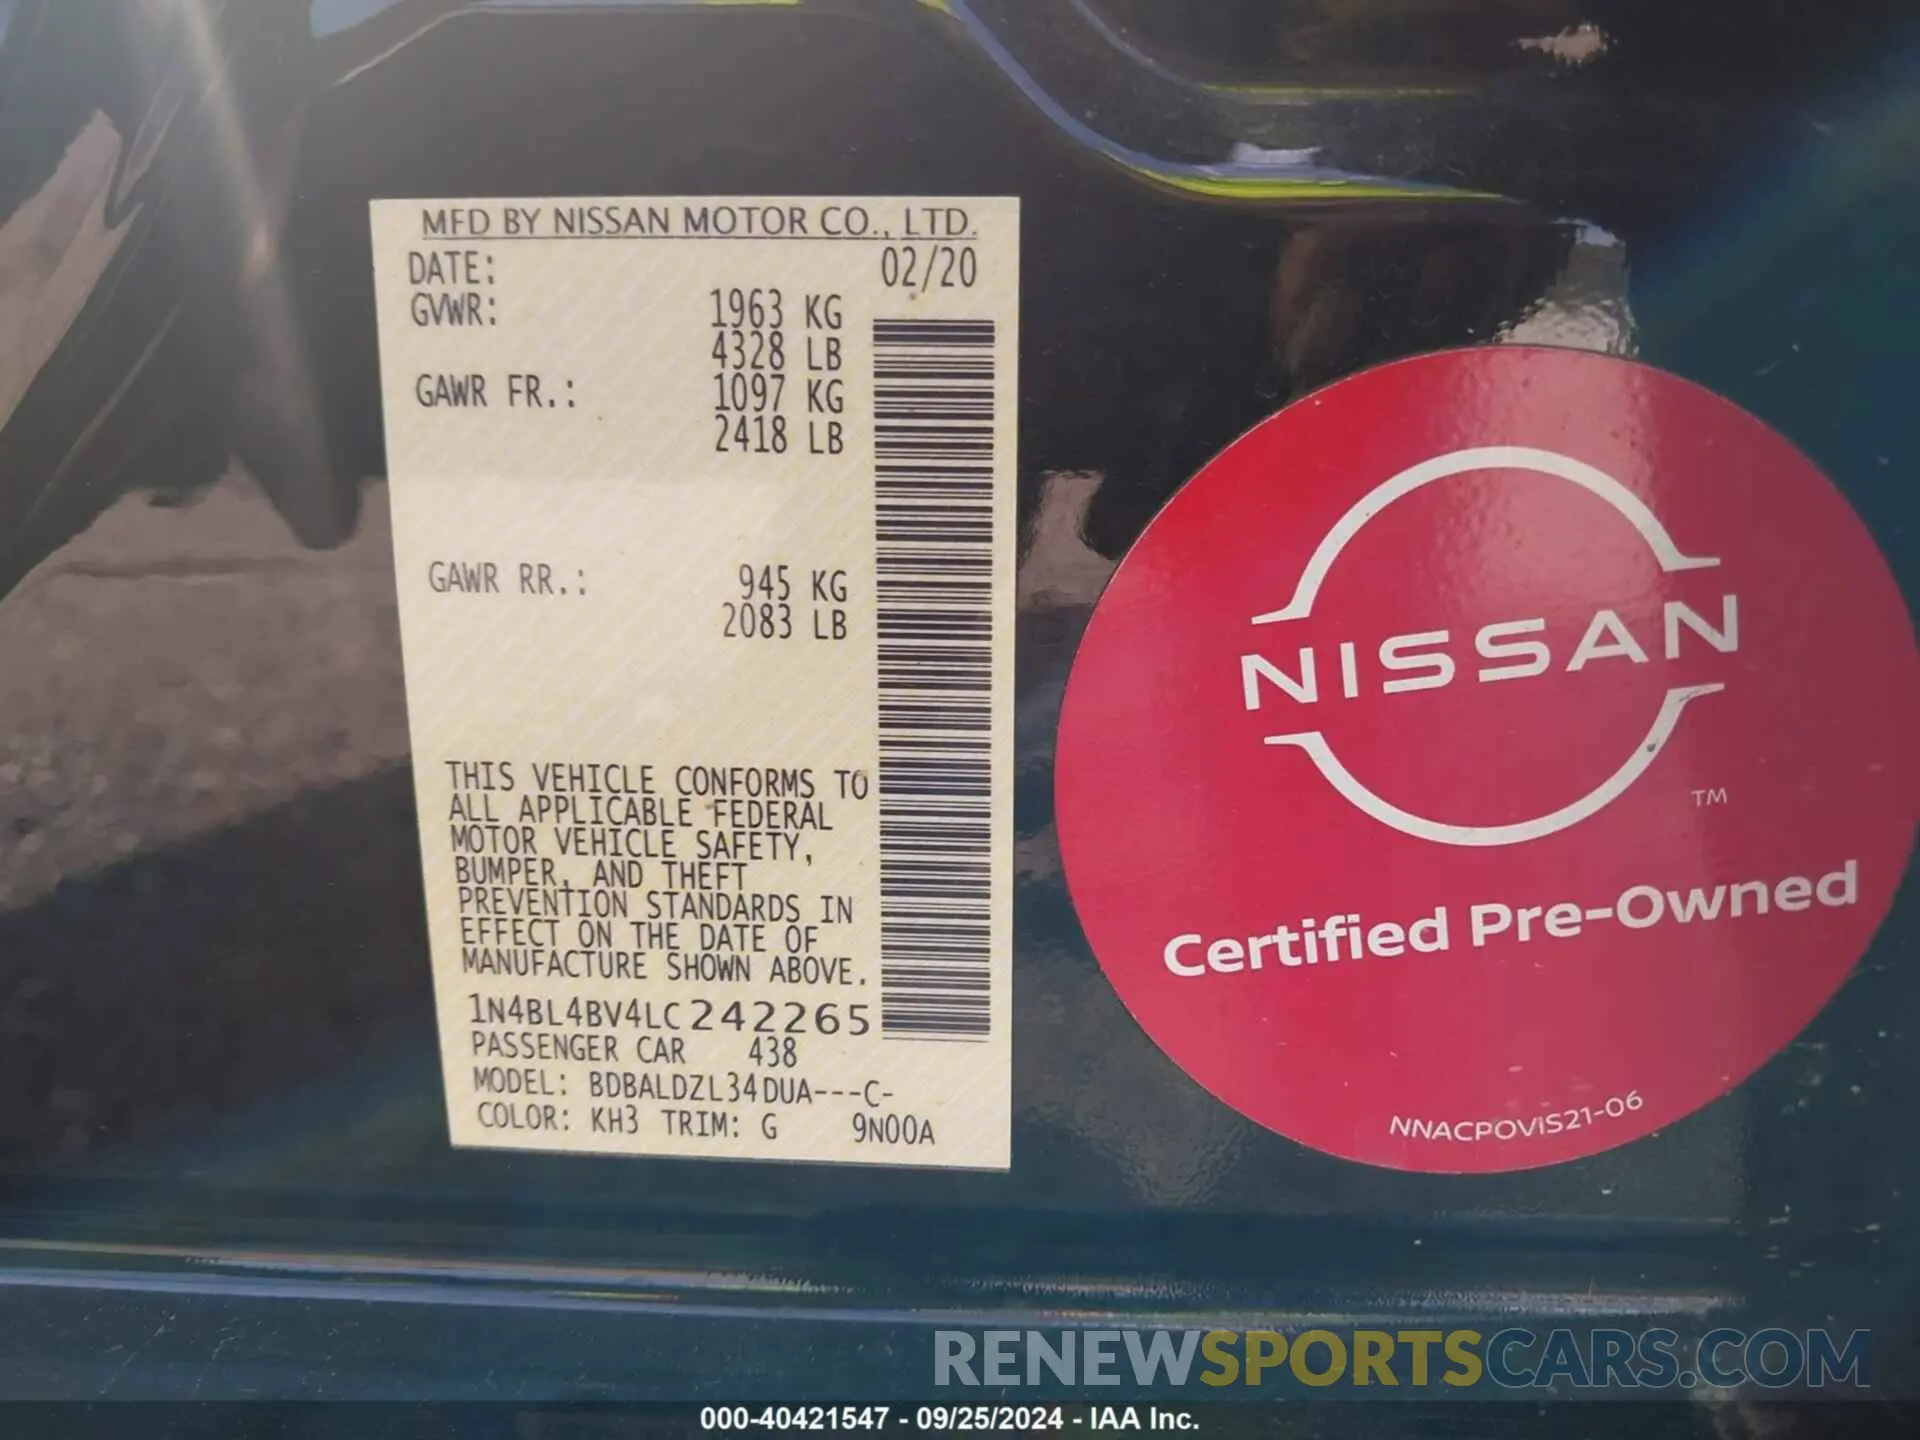 MFD BY NISSAN MOTOR CO., LTD.
DATE: 02/20
GVWR: 1963 KG
4328 LB
GAWR FR.: 1097 KG
2418 LB
GAWR RR.: 945 KG
2083 LB
THIS VEHICLE CONFORMS TO
ALL APPLICABLE FEDERAL
MOTOR VEHICLE SAFETY,
BUMPER, AND THEFT
PREVENTION STANDARDS IN
EFFECT ON THE DATE OF
MANUFACTURE SHOWN ABOVE.
1N4BL4BV4LC242265
PASSENGER CAR 438
MODEL: BDBALDZL34DUA---C-
COLOR: KH3 TRIM: G 9N00A
NISSAN
TM
Certified Pre-Owned
NNACPOVIS21-06
RENEWSPORTSCARS.COM
000-40421547 - 09/25/2024 - IAA Inc.